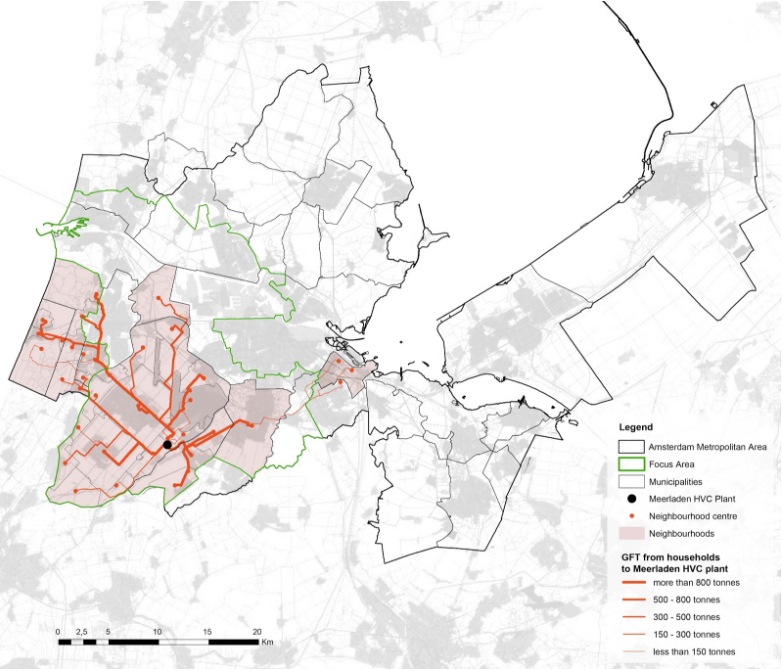 Legend
Amsterdam Metropolitan Area
Focus Area
Municipalities
Meerladen HVC Plant
Neighbourhood centre
Neighbourhoods
GFT from households
to Meerladen HVC plant
more than 800 tonnes
500 - 800 tonnes
300 - 500 tonnes
150 - 300 tonnes
less than 150 tonnes
0 2,5 5 10 15 20
Km